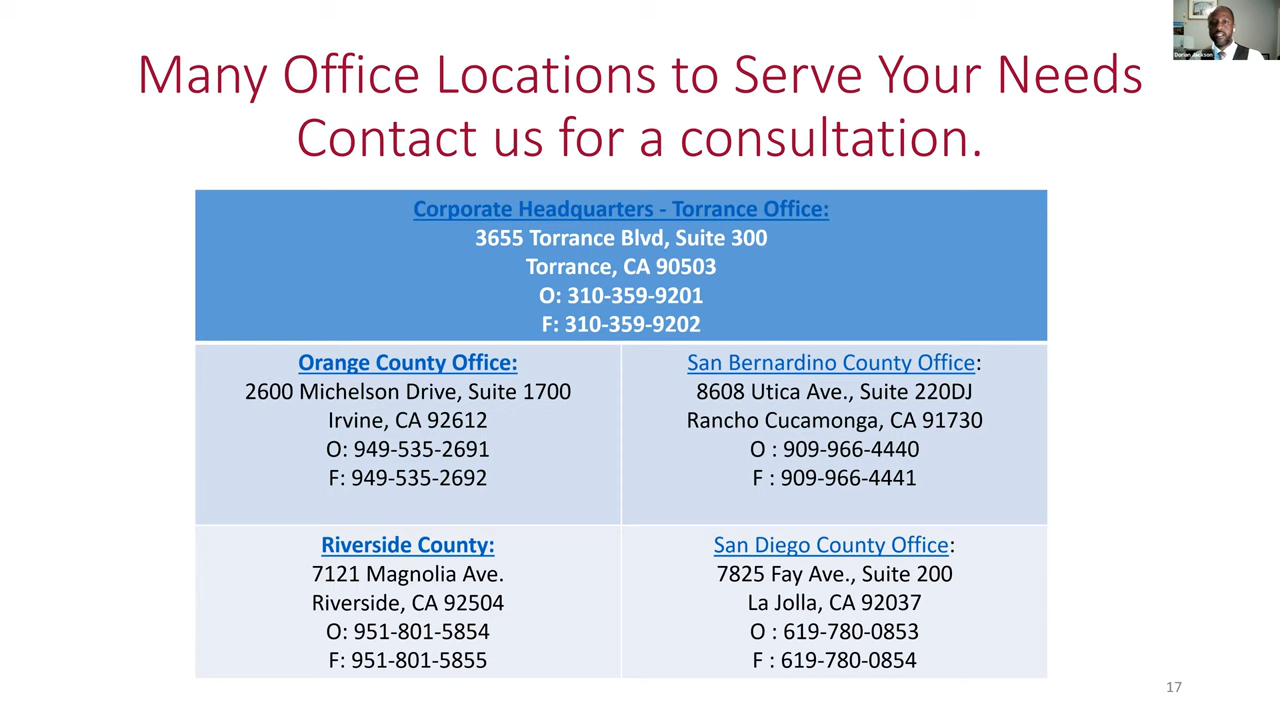 Dorian Jackson
Many Office Locations to Serve Your Needs
Contact us for a consultation.
Corporate Headquarters - Torrance Office:
3655 Torrance Blvd, Suite 300
Torrance, CA 90503
O: 310-359-9201
F: 310-359-9202
Orange County Office:
2600 Michelson Drive, Suite 1700
Irvine, CA 92612
O: 949-535-2691
F: 949-535-2692
San Bernardino County Office:
8608 Utica Ave., Suite 220DJ
Rancho Cucamonga, CA 91730
O : 909-966-4440
F : 909-966-4441
Riverside County:
7121 Magnolia Ave.
Riverside, CA 92504
O: 951-801-5854
F: 951-801-5855
San Diego County Office:
7825 Fay Ave., Suite 200
La Jolla, CA 92037
O : 619-780-0853
F : 619-780-0854
17